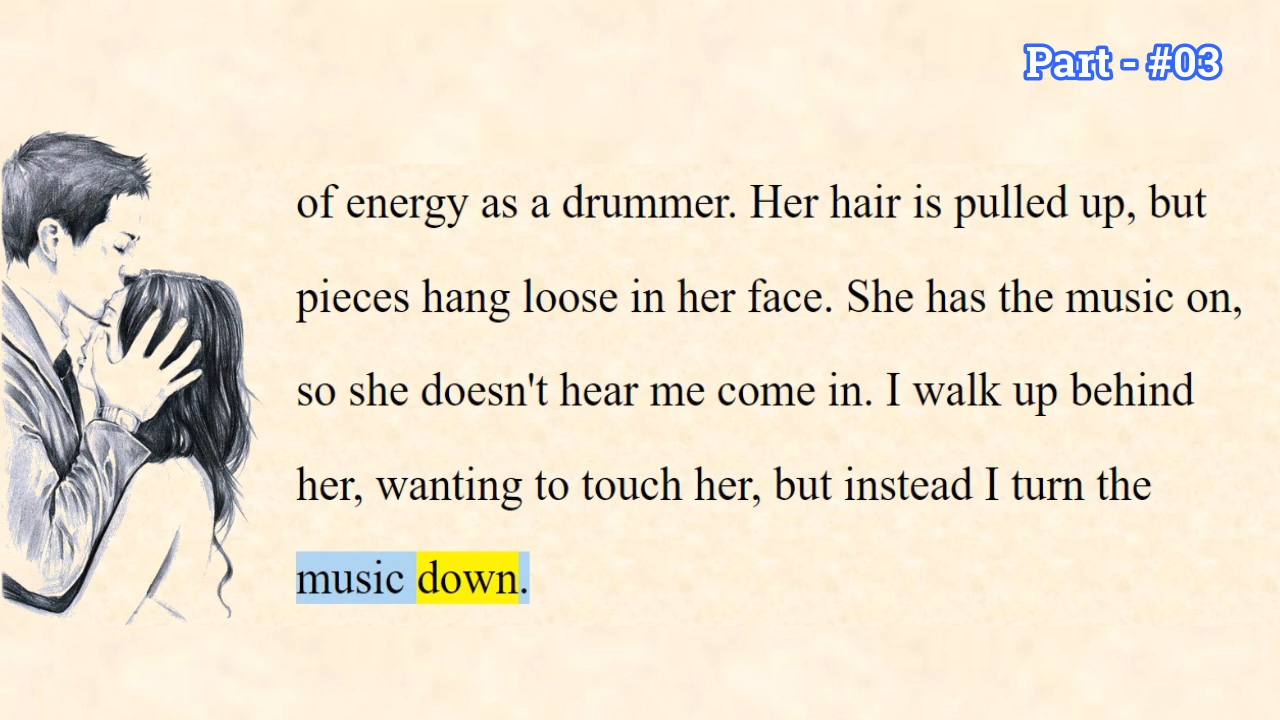 Part - #03
of energy as a drummer. Her hair is pulled up, but
pieces hang loose in her face. She has the music on,
so she doesn't hear me come in. I walk up behind
her, wanting to touch her, but instead I turn the
music down.